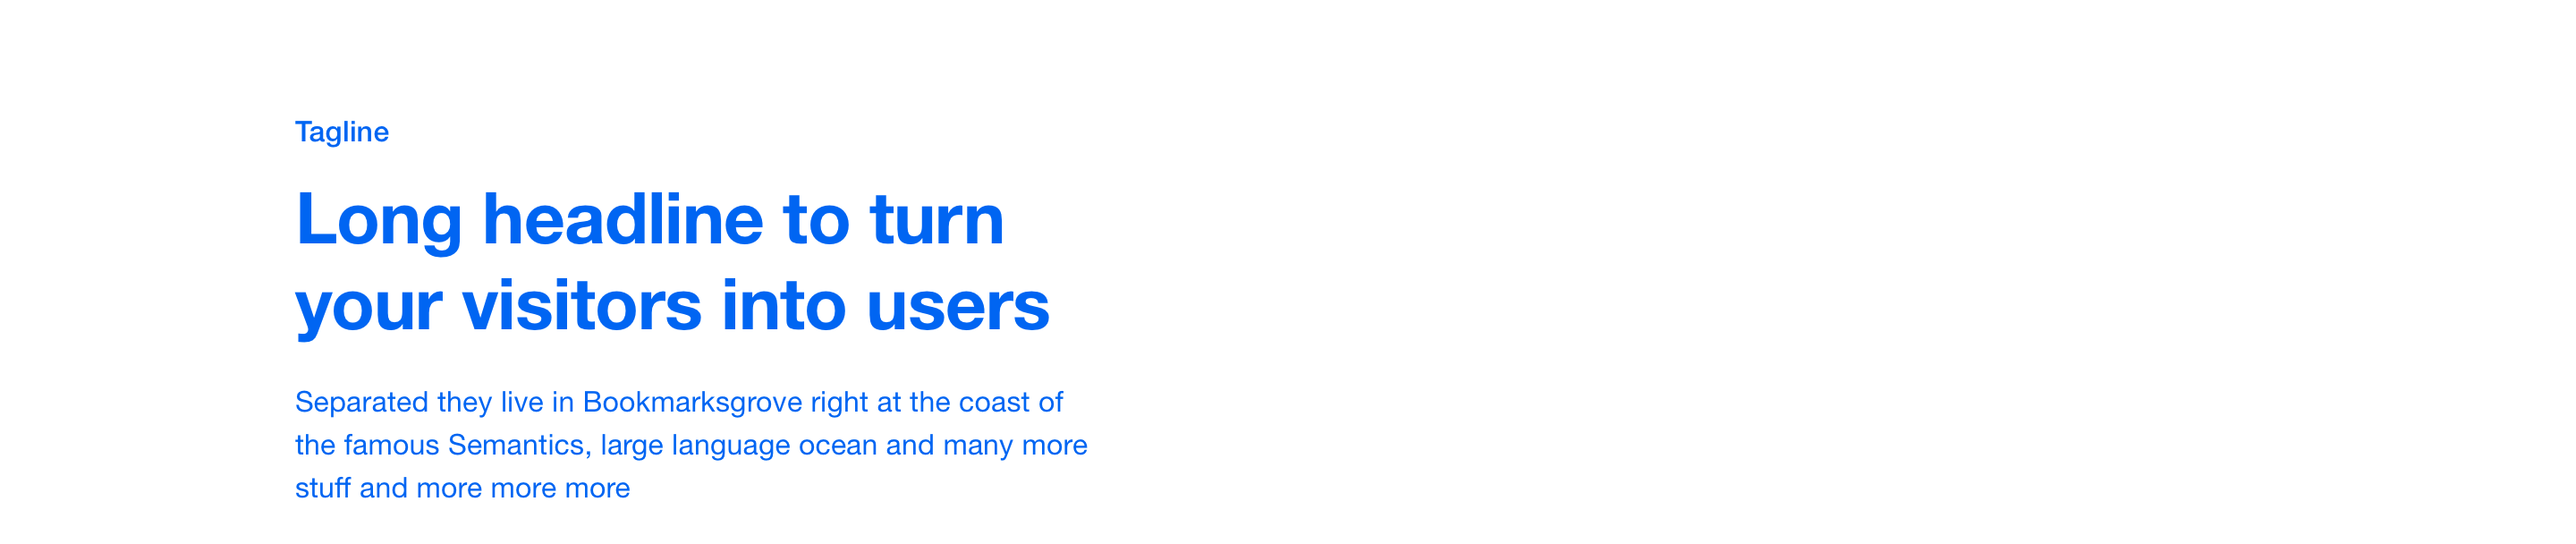 Tagline
Long headline to turn
your visitors into users
Separated they live in Bookmarksgrove right at the coast of
the famous Semantics, large language ocean and many more
stuff and more more more